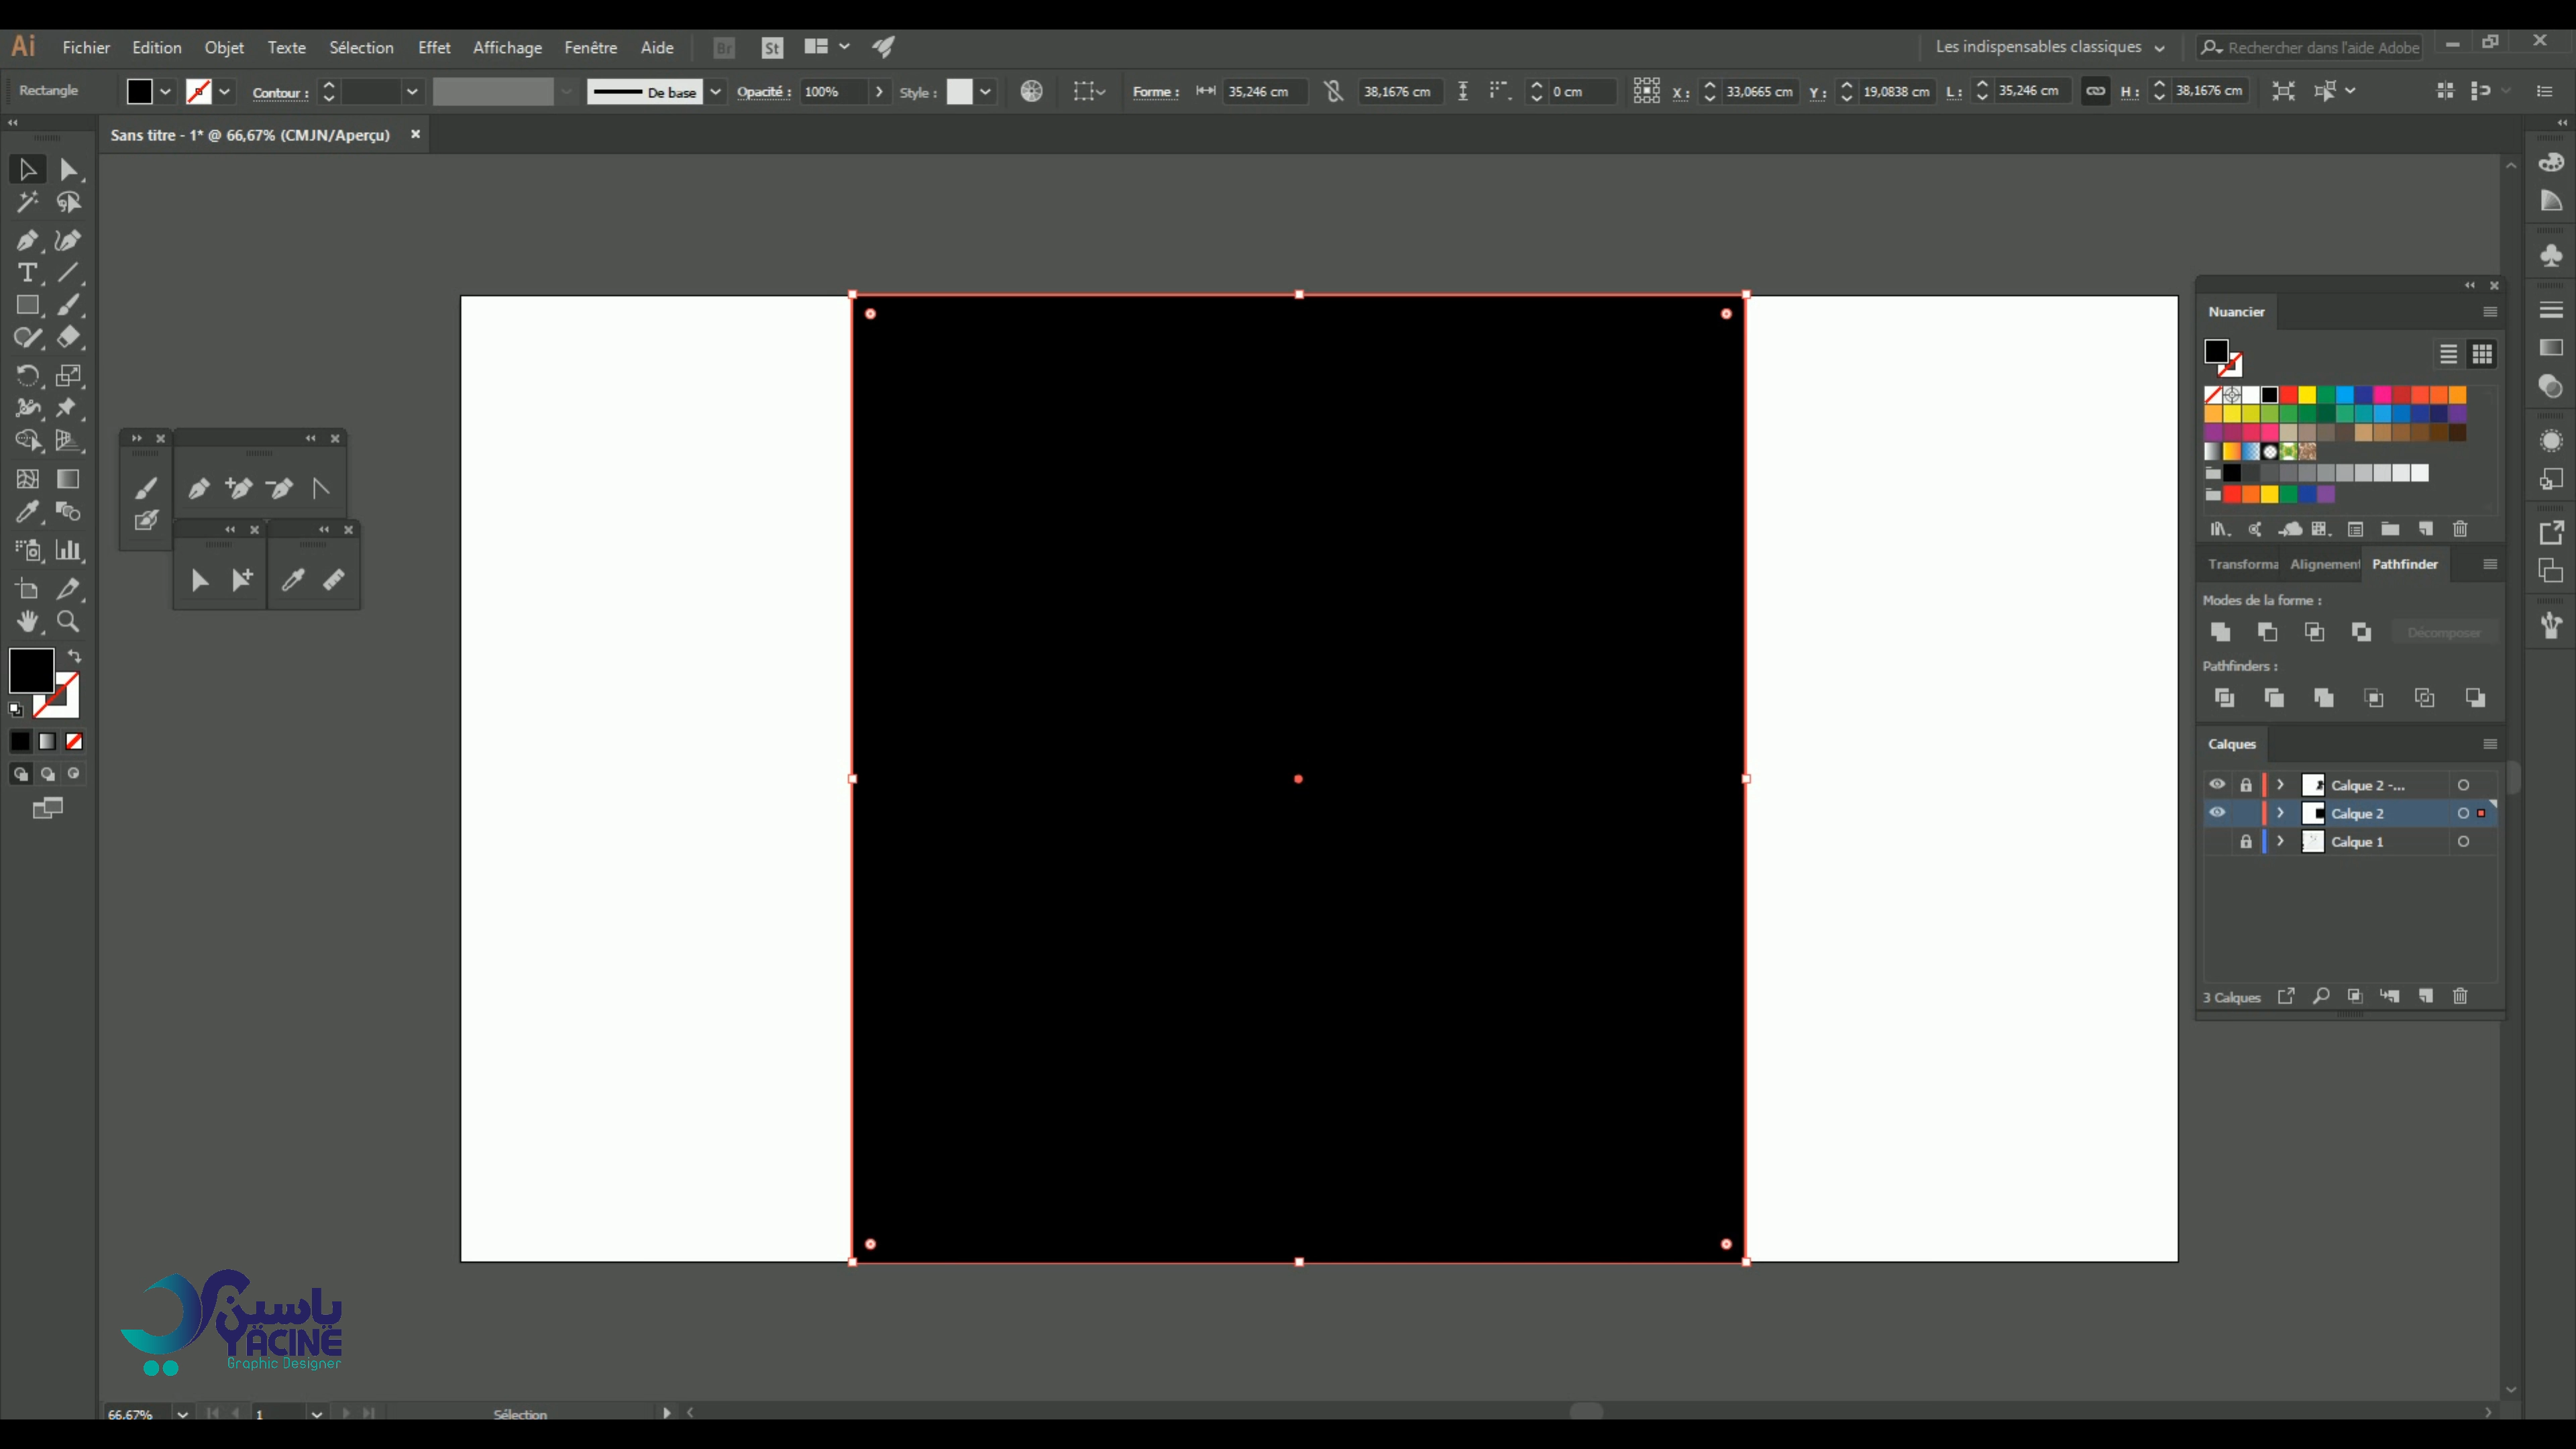 Ai Fichier Edition Objet Texte Sélection Effet Affichage Fenêtre Aide Br St Les indispensables classiques Rechercher dans l'aide Adobe
Rectangle Contour : De base Opacité : 100% Style : Forme : 35,246 cm 38,1676 cm 0 cm X : 33,0665 cm Y : 19,0838 cm L : 35,246 cm H : 38,1676 cm
Sans titre - 1* @ 66,67% (CMJN/Aperçu)
Nuancier
Transforma Alignement Pathfinder
Modes de la forme :
Décomposer
Pathfinders :
Calques
Calque 2 -...
Calque 2
Calque 1
3 Calques
ياسين
YACINE
Graphic Designer
66,67% 1 Sélection